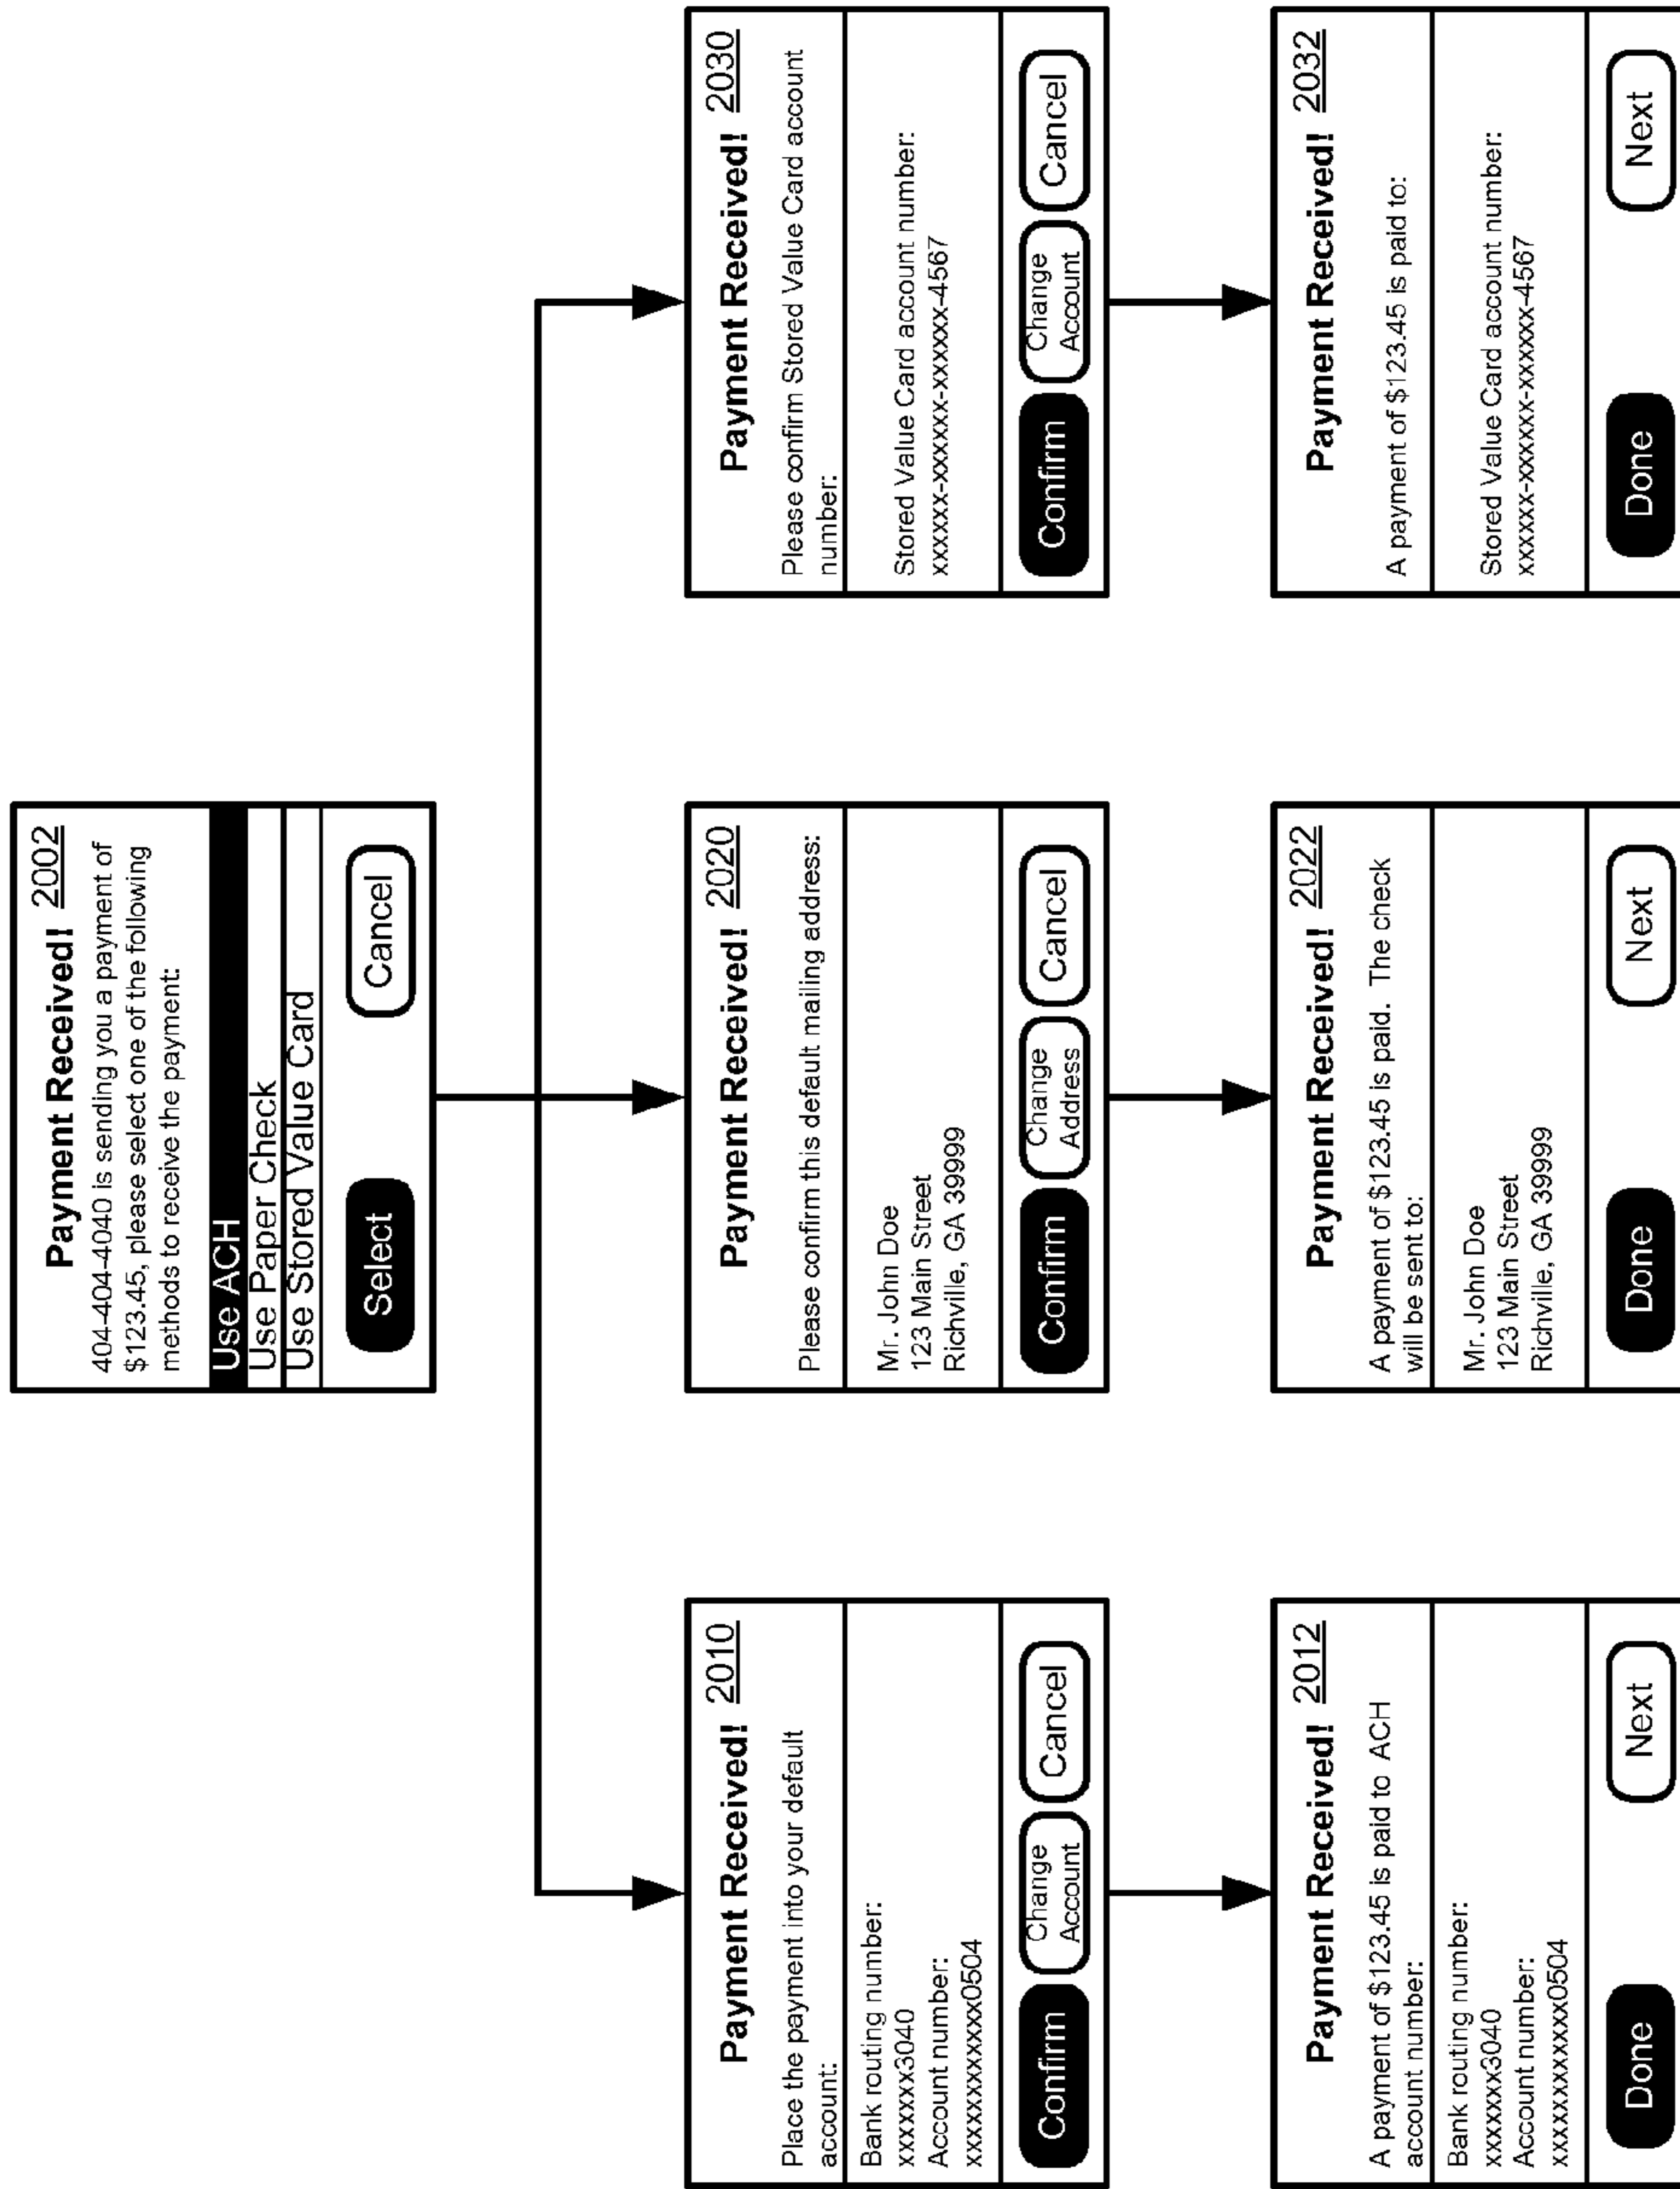 Payment Received! 2002
404-404-4040 is sending you a payment of
$123.45, please select one of the following
methods to receive the payment:
Use ACH
Use Paper Check
Use Stored Value Card
Select
Cancel
Payment Received! 2010
Place the payment into your default
account:
Bank routing number:
xxxxxxx3040
Account number:
xxxxxxxxxxxx0504
Confirm
Change
Account
Cancel
Payment Received! 2020
Please confirm this default mailing address:
Mr. John Doe
123 Main Street
Richville, GA 39999
Confirm
Change
Address
Cancel
Payment Received! 2030
Please confirm Stored Value Card account
number:
Stored Value Card account number:
xxxxxx-xxxxxx-xxxxxx-4567
Confirm
Change
Account
Cancel
Payment Received! 2012
A payment of $123.45 is paid to ACH
account number:
Bank routing number:
xxxxxxx3040
Account number:
xxxxxxxxxxxx0504
Done
Next
Payment Received! 2022
A payment of $123.45 is paid. The check
will be sent to:
Mr. John Doe
123 Main Street
Richville, GA 39999
Done
Next
Payment Received! 2032
A payment of $123.45 is paid to:
Stored Value Card account number:
xxxxxx-xxxxxx-xxxxxx-4567
Done
Next